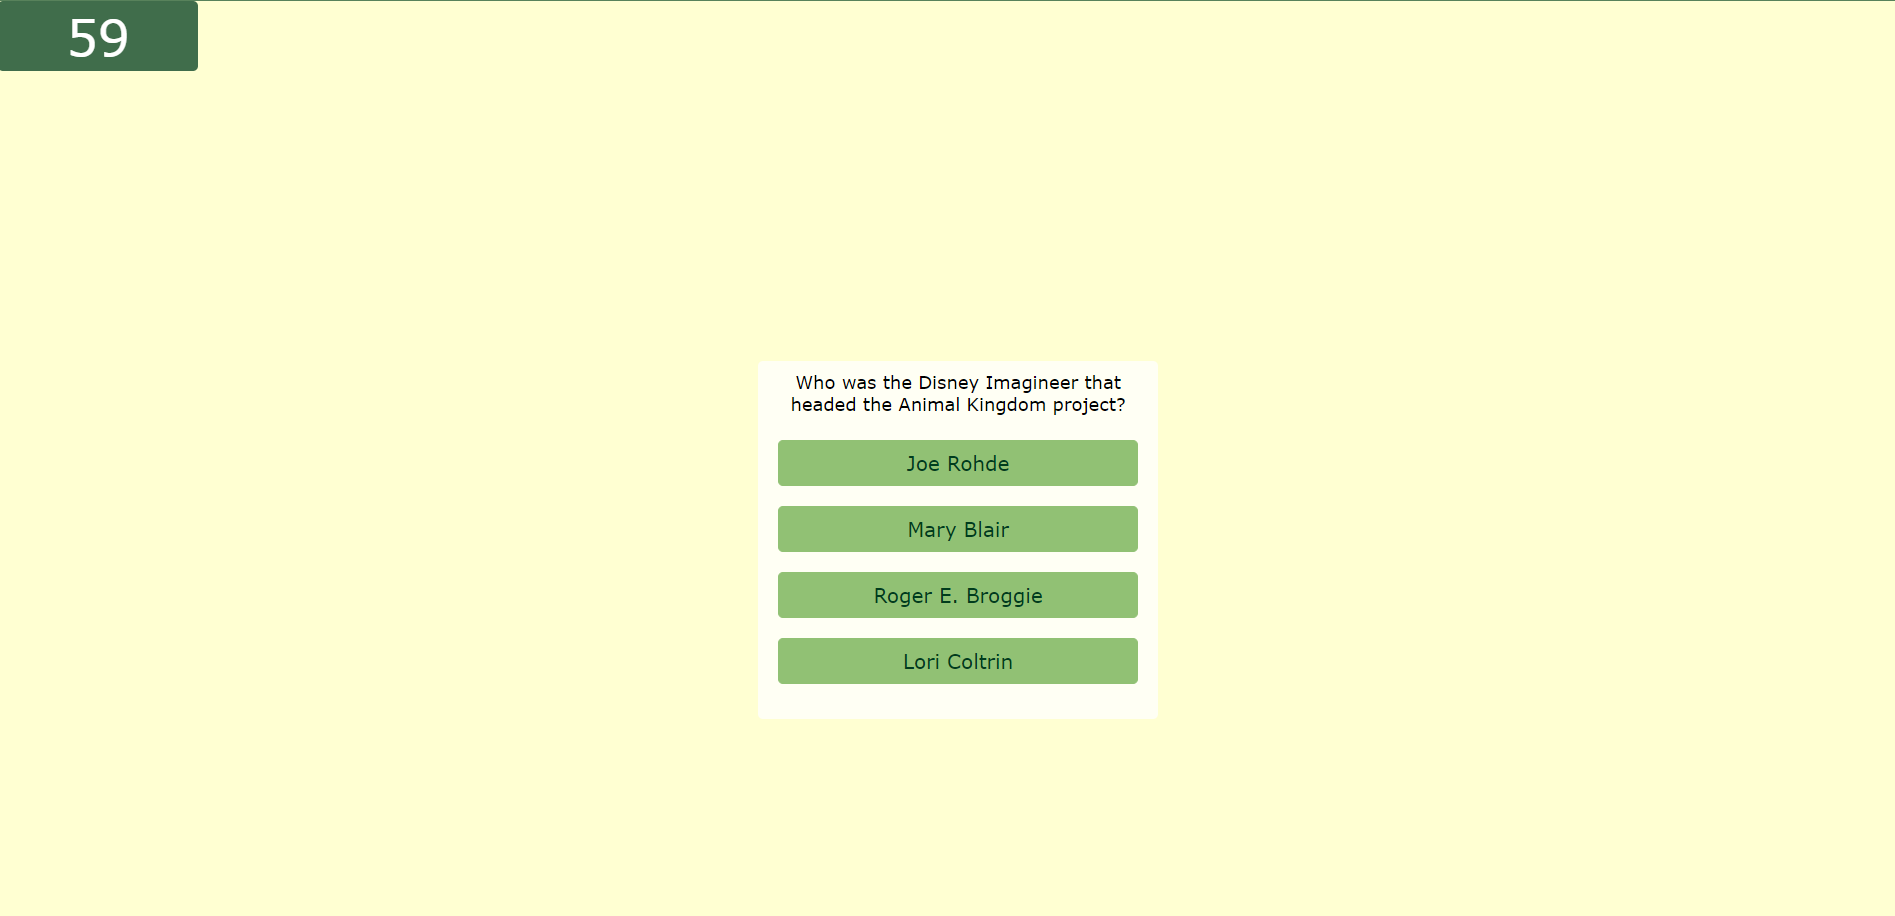 59
Who was the Disney Imagineer that
headed the Animal Kingdom project?
Joe Rohde
Mary Blair
Roger E. Broggie
Lori Coltrin